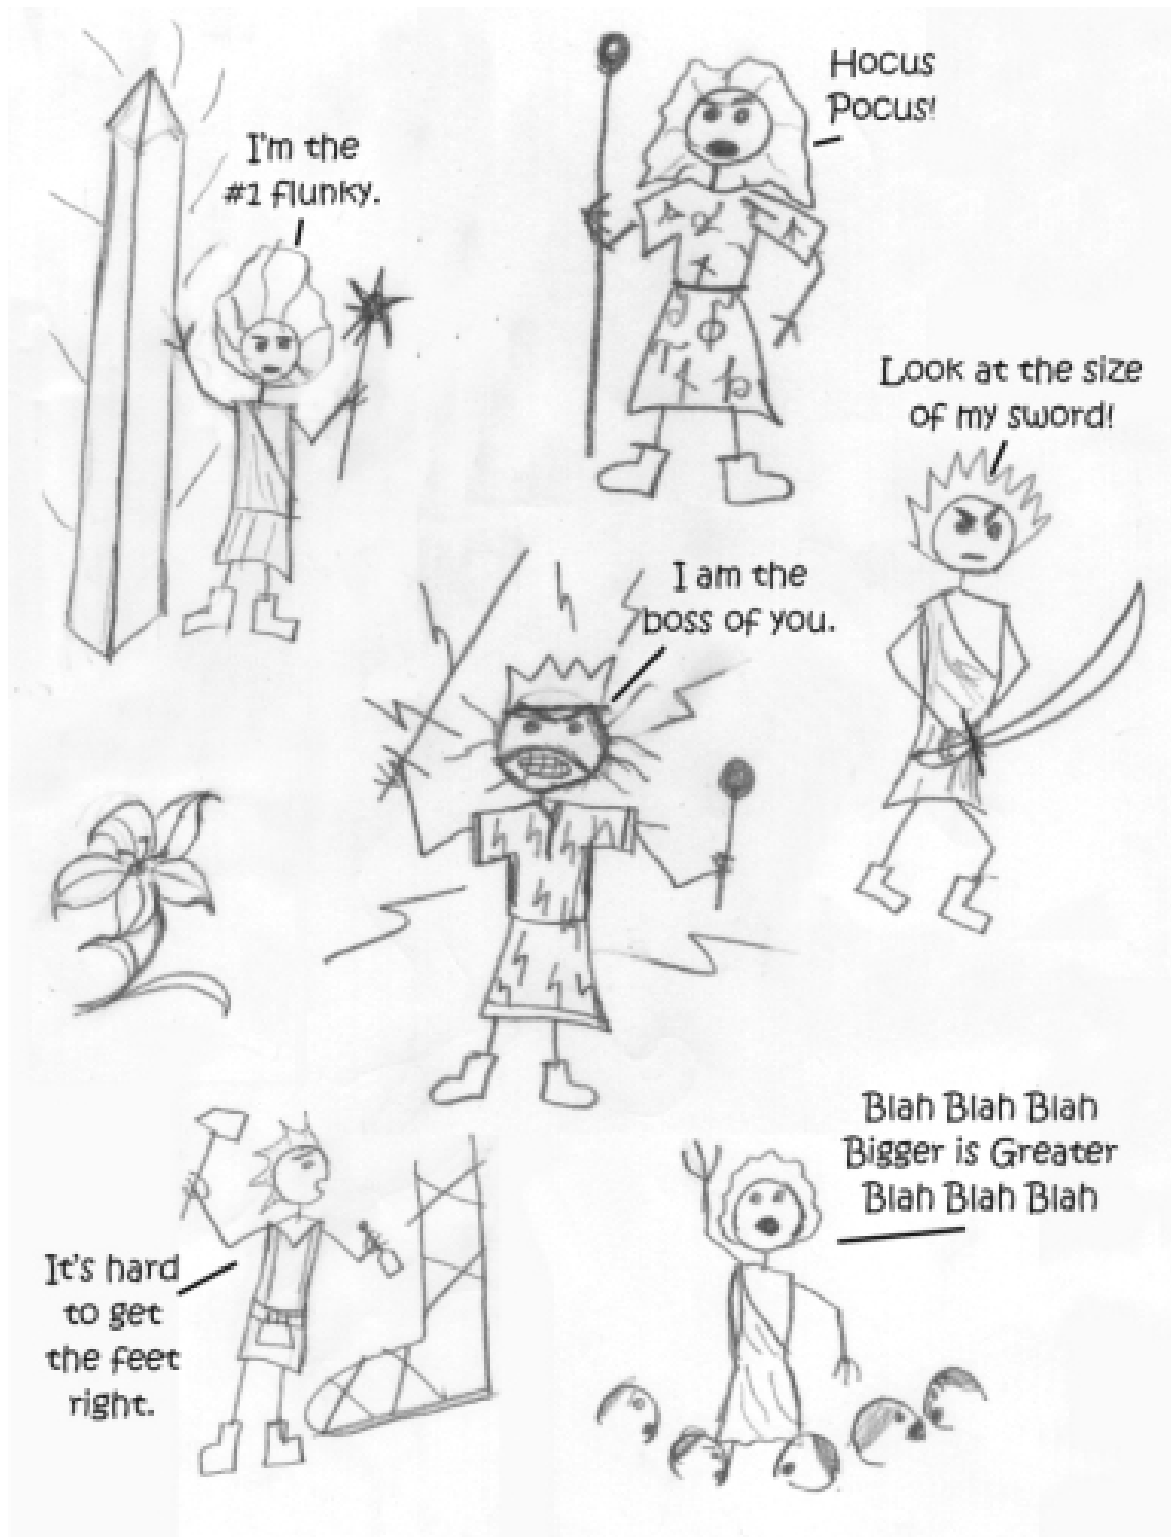 Hocus
Pocus!
I'm the
#1 flunky.
Look at the size
of my sword!
I am the
boss of you.
Blah Blah Blah
Bigger is Greater
Blah Blah Blah
It's hard
to get
the feet
right.